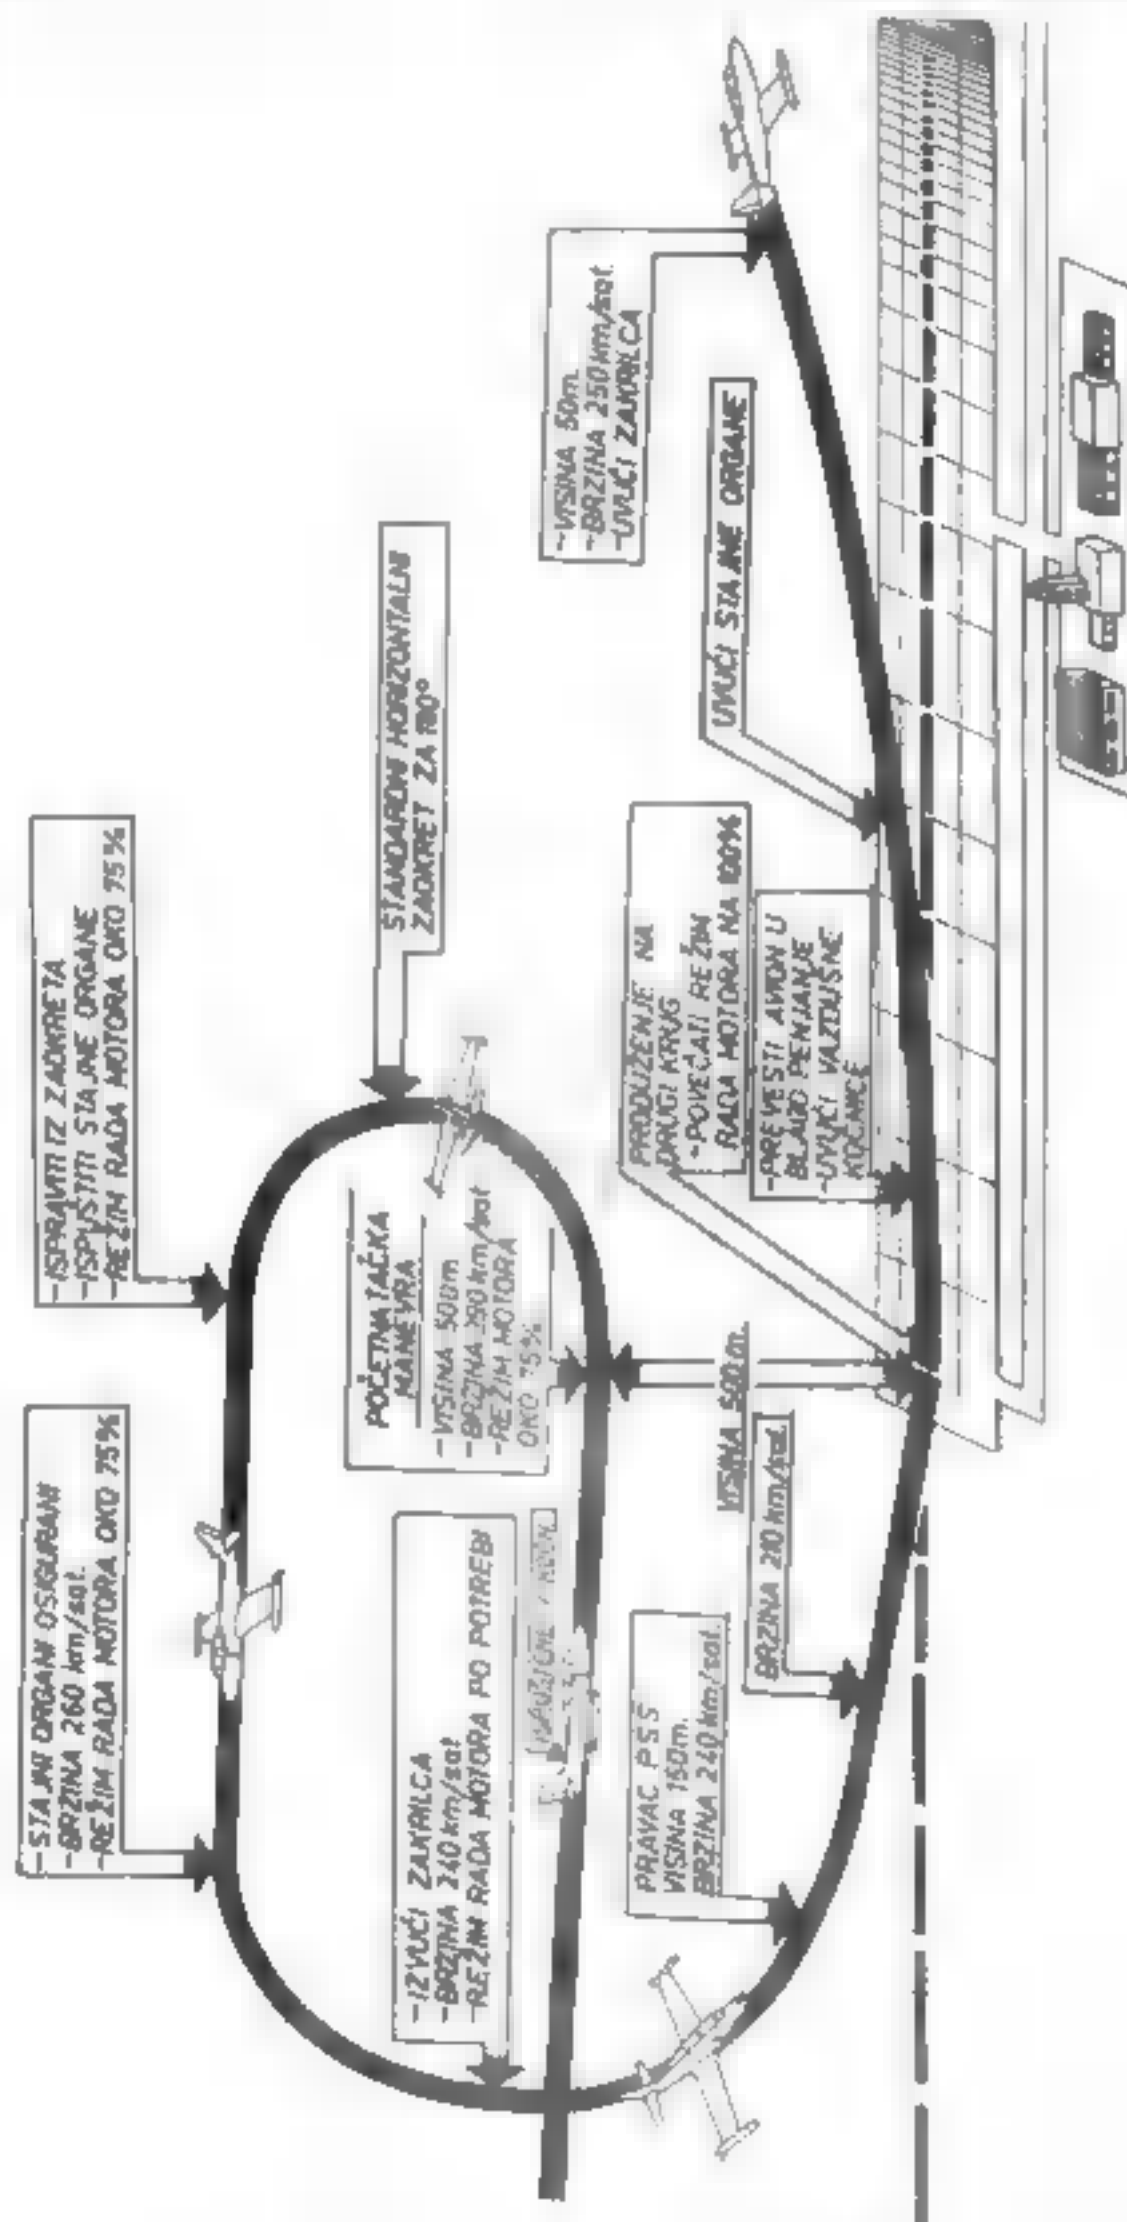 -STAJNI ORGANI OSIGURANI
-BRZINA 260 km/sat.
-REŽIM RADA MOTORA OKO 75%
-ISPRAVITI IZ ZAOKRETA
-ISPUSTITI STAJNE ORGANE
-REŽIM RADA MOTORA OKO 75%
STANDARDNI HORIZONTALNI
ZAOKRET ZA 180°
POČETNA TAČKA
MANEVRA
-VISINA 500m
-BRZINA km/sat
-REŽIM MOTORA
OKO 75%
-IZVUĆI ZAKRILCA
-BRZINA 240 km/sat
-REŽIM RADA MOTORA PO POTREBI
PRAVAC PSS
VISINA 150m.
BRZINA 240 km/sat.
BRZINA 210 km/sat.
VISINA 500 m.
PRODUŽENJE NA
DRUGI KRUG
-POVEĆATI REŽIM
RADA MOTORA NA 100%
-PREVESTI AVION U
BLAGO PENJANJE
-UVUĆI VAZDUŠNE
KOČNICE
UVUĆI STAJNE ORGANE
-VISINA 50m.
-BRZINA 250 km/sat.
-UVUĆI ZAKRILCA